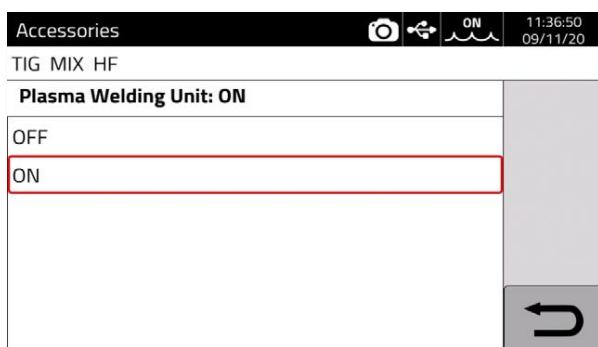 Accessories
ON
11:36:50
09/11/20
TIG MIX HF
Plasma Welding Unit: ON
OFF
ON